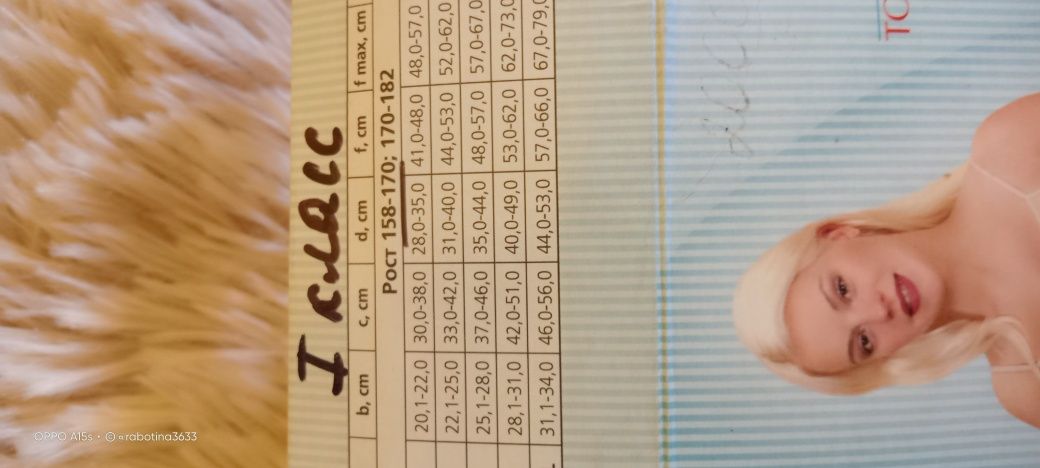 I класс
b, cm c, cm d, cm f, cm f max, cm
Рост 158-170; 170-182
20,1-22,0 30,0-38,0 28,0-35,0 41,0-48,0 48,0-57,0
22,1-25,0 33,0-42,0 31,0-40,0 44,0-53,0 52,0-62,0
25,1-28,0 37,0-46,0 35,0-44,0 48,0-57,0 57,0-67,0
28,1-31,0 42,0-51,0 40,0-49,0 53,0-62,0 62,0-73,0
31,1-34,0 46,0-56,0 44,0-53,0 57,0-66,0 67,0-79,0
OPPO A15s • ©@rabotina3633